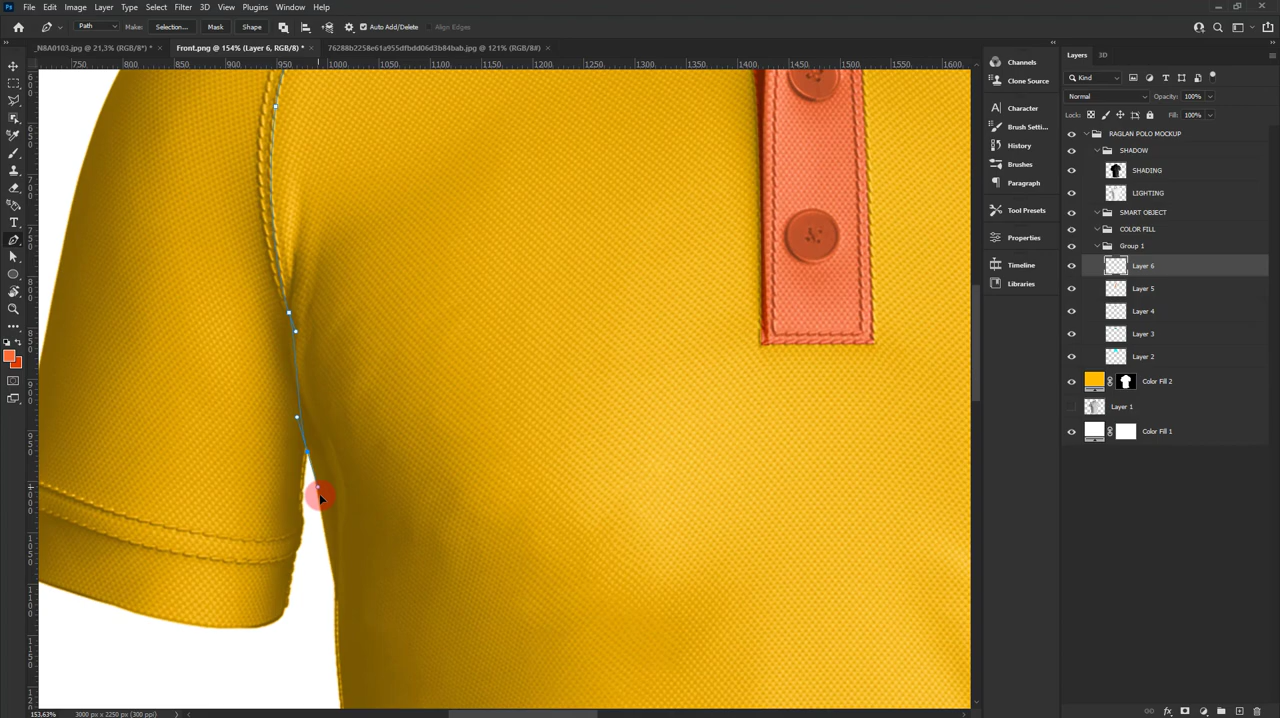 Ps File Edit Image Layer Type Select Filter 3D View Plugins Window Help
Path Make: Selection... Mask Shape Auto Add/Delete Align Edges
_N8A0103.jpg @ 21,3% (RGB/8*) * × Front.png @ 154% (Layer 6, RGB/8) * × 76288b2258e61a955dfbdd06d3b84bab.jpg @ 121% (RGB/8#) ×
750 800 850 900 950 1000 1050 1100 1150 1200 1250 1300 1350 1400 1450 1500 1550 1600
Channels
Clone Source
Character
Brush Setti...
History
Brushes
Paragraph
Tool Presets
Properties
Timeline
Libraries
Layers 3D
Kind
Normal Opacity: 100%
Lock: Fill: 100%
RAGLAN POLO MOCKUP
SHADOW
SHADING
LIGHTING
SMART OBJECT
COLOR FILL
Group 1
Layer 6
Layer 5
Layer 4
Layer 3
Layer 2
Color Fill 2
Layer 1
Color Fill 1
153,63% 3000 px x 2250 px (300 ppi)